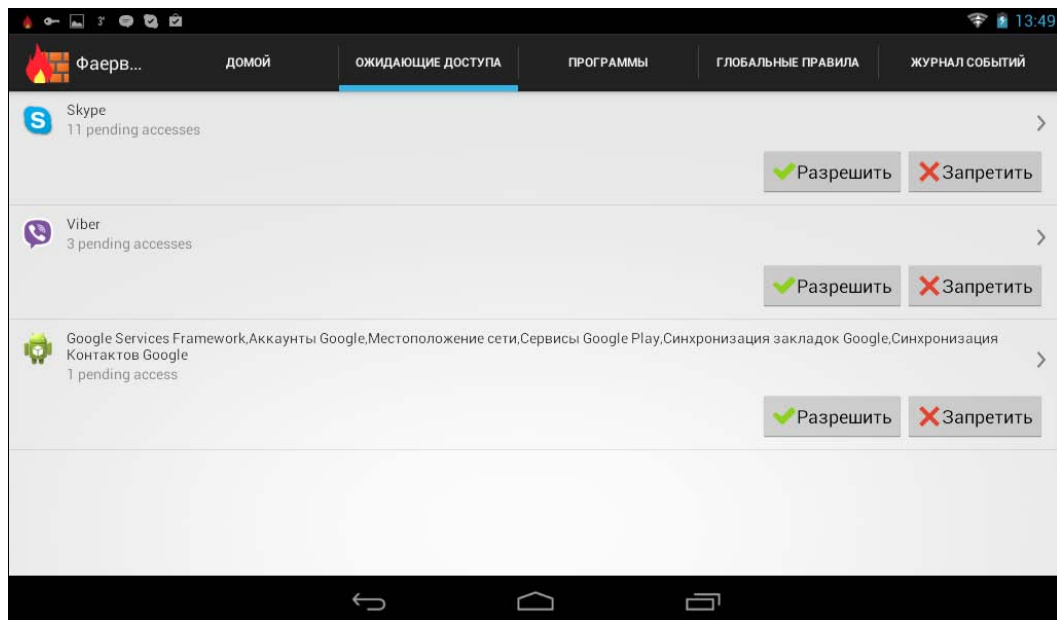 3°
13:49
Фаерв...
ДОМОЙ
ОЖИДАЮЩИЕ ДОСТУПА
ПРОГРАММЫ
ГЛОБАЛЬНЫЕ ПРАВИЛА
ЖУРНАЛ СОБЫТИЙ
Skype
11 pending accesses
Разрешить
Запретить
Viber
3 pending accesses
Разрешить
Запретить
Google Services Framework,Аккаунты Google,Местоположение сети,Сервисы Google Play,Синхронизация закладок Google,Синхронизация
Контактов Google
1 pending access
Разрешить
Запретить